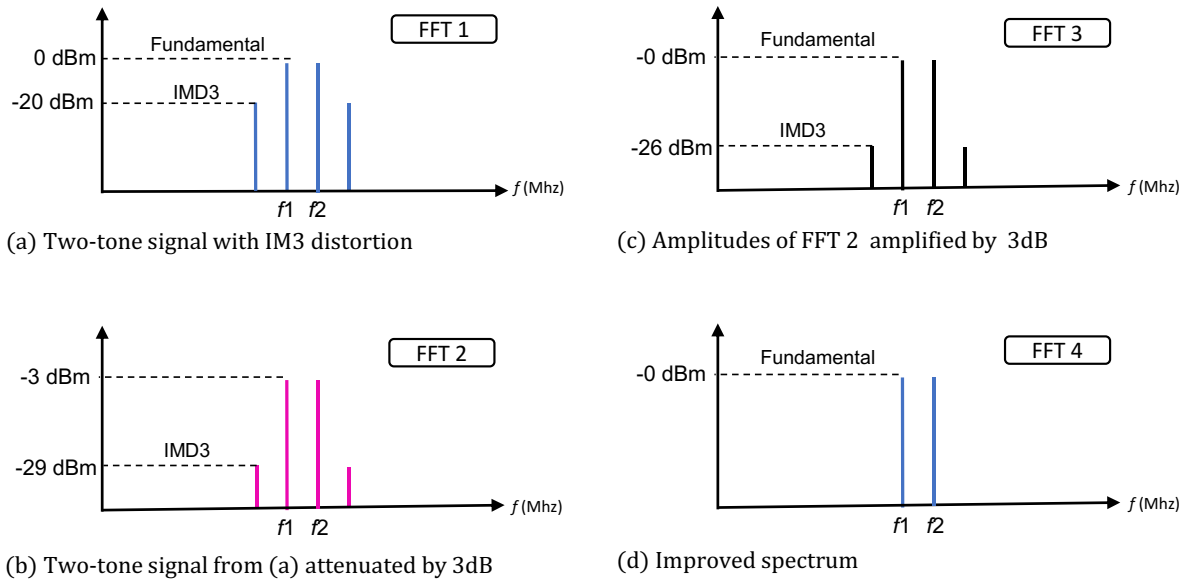 FFT 1
Fundamental
0 dBm
IMD3
-20 dBm
f (Mhz)
f1 f2
(a) Two-tone signal with IM3 distortion
FFT 3
Fundamental
-0 dBm
IMD3
-26 dBm
f (Mhz)
f1 f2
(c) Amplitudes of FFT 2 amplified by 3dB
FFT 2
-3 dBm
IMD3
-29 dBm
f (Mhz)
f1 f2
(b) Two-tone signal from (a) attenuated by 3dB
FFT 4
Fundamental
-0 dBm
f (Mhz)
f1 f2
(d) Improved spectrum